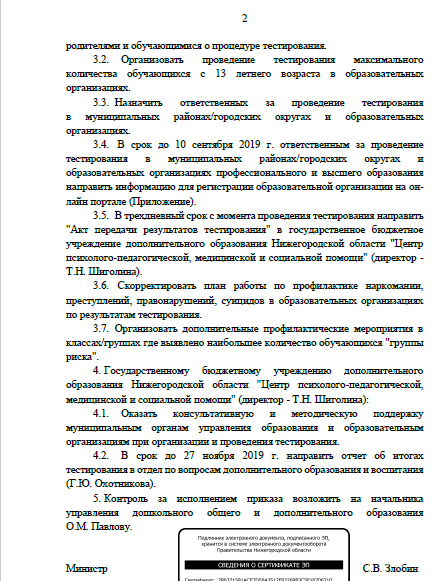 2
родителями и обучающимися о процедуре тестирования.
3.2. Организовать проведение тестирования максимального
количества обучающихся с 13 летнего возраста в образовательных
организациях.
3.3. Назначить ответственных за проведение тестирования
в муниципальных районах/городских округах и образовательных
организациях.
3.4. В срок до 10 сентября 2019 г. ответственным за проведение
тестирования в муниципальных районах/городских округах и
образовательных организациях профессионального и высшего образования
направить информацию для регистрации образовательной организации на он-
лайн портале (Приложение).
3.5. В трехдневный срок с момента проведения тестирования направить
"Акт передачи результатов тестирования" в государственное бюджетное
учреждение дополнительного образования Нижегородской области "Центр
психолого-педагогической, медицинской и социальной помощи" (директор -
Т.Н. Шиголина).
3.6. Скорректировать план работы по профилактике наркомании,
преступлений, правонарушений, суицидов в образовательных организациях
по результатам тестирования.
3.7. Организовать дополнительные профилактические мероприятия в
классах/группах где выявлено наибольшее количество обучающихся "группы
риска".
4. Государственному бюджетному учреждению дополнительного
образования Нижегородской области "Центр психолого-педагогической,
медицинской и социальной помощи" (директор - Т.Н. Шиголина):
4.1. Оказать консультативную и методическую поддержку
муниципальным органам управления образования и образовательным
организациям при организации и проведения тестирования.
4.2. В срок до 27 ноября 2019 г. направить отчет об итогах
тестирования в отдел по вопросам дополнительного образования и воспитания
(Г.Ю. Охотникова).
5. Контроль за исполнением приказа возложить на начальника
управления дошкольного общего и дополнительного образования
О.М. Павлову.
Подлинник электронного документа, подписанного ЭП,
хранится в системе электронного документооборота
Правительства Нижегородской области
СВЕДЕНИЯ О СЕРТИФИКАТЕ ЭП
Министр С.В. Злобин